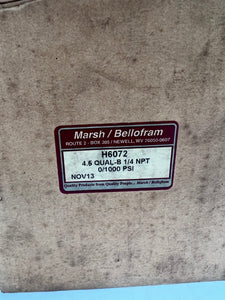 Marsh / Bellofram
ROUTE 2 - BOX 305 / NEWELL, WV 26050-0607
H6072
4.5 QUAL-B 1/4 NPT
0/1000 PSI
NOV13
Quality Products from Quality People... Marsh / Bellofram